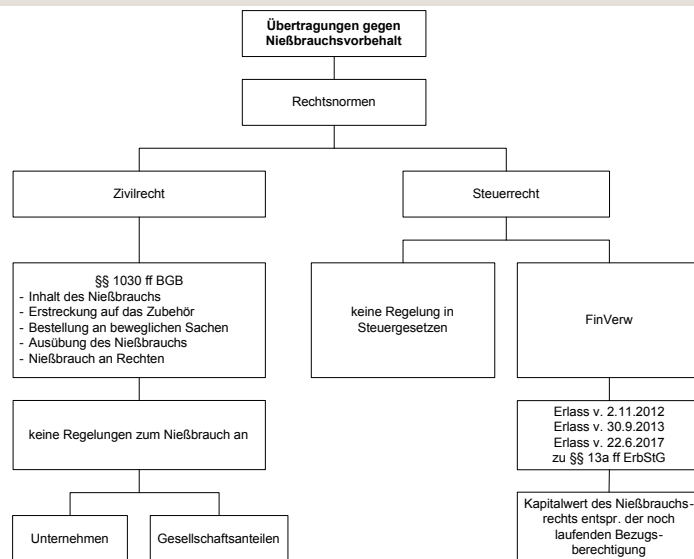 Übertragungen gegen
Nießbrauchsvorbehalt
Rechtsnormen
Zivilrecht
Steuerrecht
§§ 1030 ff BGB
- Inhalt des Nießbrauchs
- Erstreckung auf das Zubehör
- Bestellung an beweglichen Sachen
- Ausübung des Nießbrauchs
- Nießbrauch an Rechten
keine Regelung in
Steuergesetzen
FinVerw
keine Regelungen zum Nießbrauch an
Erlass v. 2.11.2012
Erlass v. 30.9.2013
Erlass v. 22.6.2017
zu §§ 13a ff ErbStG
Unternehmen
Gesellschaftsanteilen
Kapitalwert des Nießbrauchs-
rechts entspr. der noch
laufenden Bezugs-
berechtigung